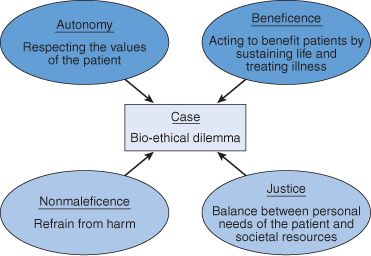 Autonomy
Respecting the values
of the patient
Beneficence
Acting to benefit patients by
sustaining life and
treating illness
Case
Bio-ethical dilemma
Nonmaleficence
Refrain from harm
Justice
Balance between personal
needs of the patient and
societal resources